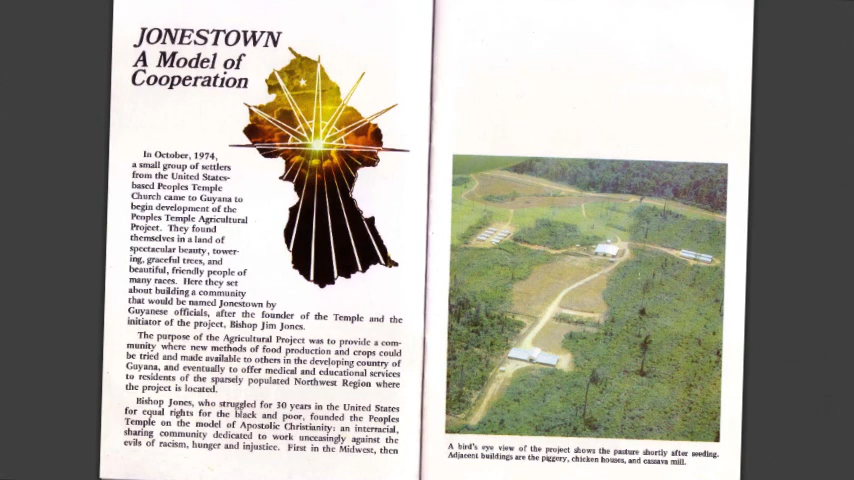 JONESTOWN
A Model of
Cooperation
In October, 1974,
a small group of settlers
from the United States-
based Peoples Temple
Church came to Guyana to
begin development of the
Peoples Temple Agricultural
Project. They found
themselves in a land of
spectacular beauty, tower-
ing, graceful trees, and
beautiful, friendly people of
many races. Here they set
about building a community
that would be named Jonestown by
Guyanese officials, after the founder of the Temple and the
initiator of the project, Bishop Jim Jones.
The purpose of the Agricultural Project was to provide a com-
munity where new methods of food production and crops could
be tried and made available to others in the developing country of
Guyana, and eventually to offer medical and educational services
to residents of the sparsely populated Northwest Region where
the project is located.
Bishop Jones, who struggled for 30 years in the United States
for equal rights for the black and poor, founded the Peoples
Temple on the model of Apostolic Christianity: an interracial,
sharing community dedicated to work unceasingly against the
evils of racism, hunger and injustice. First in the Midwest, then
A bird's eye view of the project shows the pasture shortly after seeding.
Adjacent buildings are the piggery, chicken houses, and cassava mill.